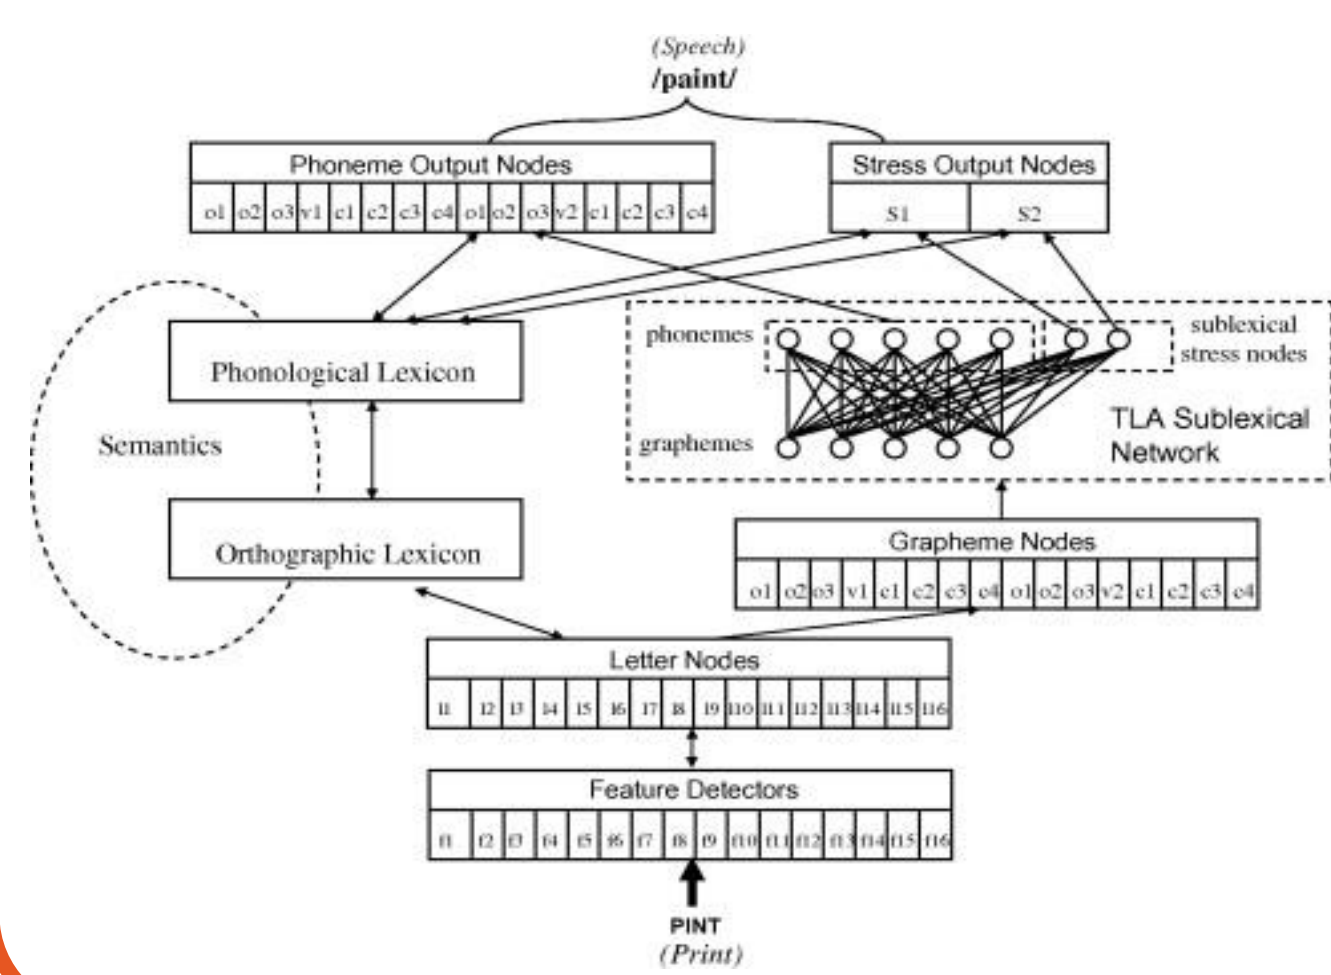 (Speech)
/paint/
Phoneme Output Nodes
o1 o2 o3 v1 c1 c2 c3 c4 o1 o2 o3 v2 c1 c2 c3 c4
Stress Output Nodes
S1 S2
phonemes
sublexical
stress nodes
Phonological Lexicon
Semantics
graphemes
TLA Sublexical
Network
Orthographic Lexicon
Grapheme Nodes
o1 o2 o3 v1 c1 c2 c3 c4 o1 o2 o3 v2 c1 c2 c3 c4
Letter Nodes
l1 l2 l3 l4 l5 l6 l7 l8 l9 l10 l11 l12 l13 l14 l15 l16
Feature Detectors
f1 f2 f3 f4 f5 f6 f7 f8 f9 f10 f11 f12 f13 f14 f15 f16
PINT
(Print)